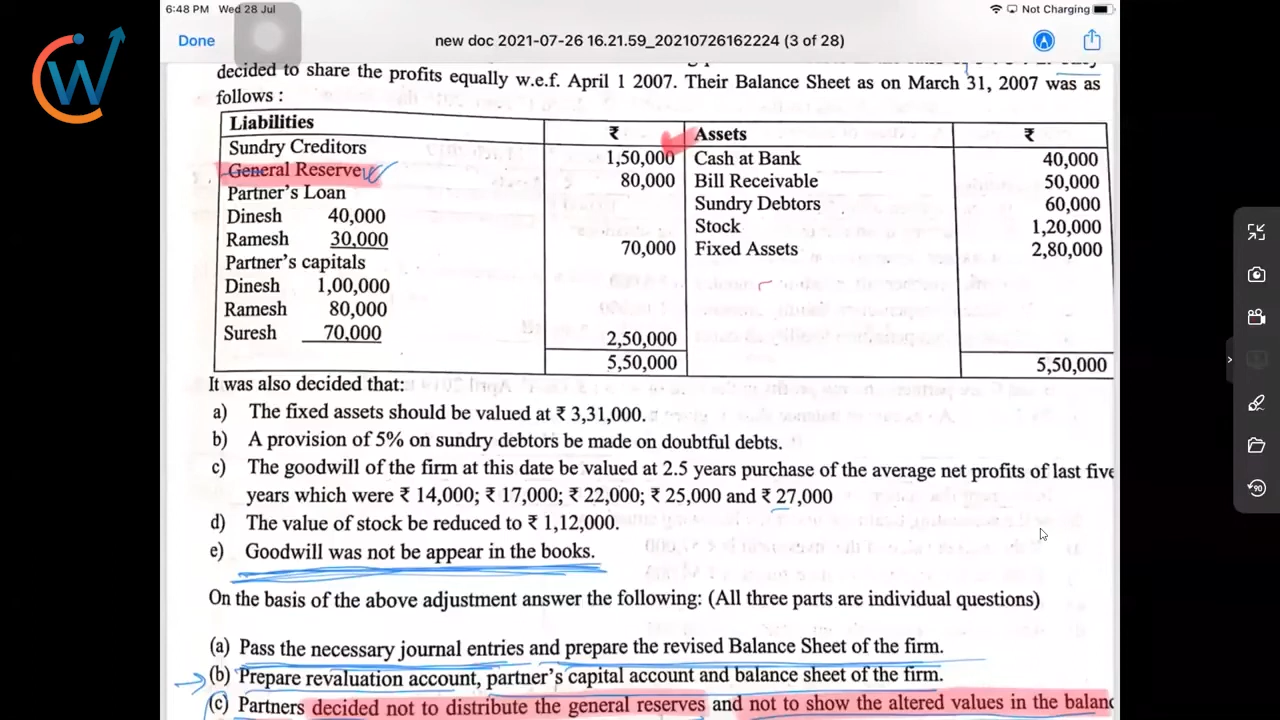 6:48 PM Wed 28 Jul
Not Charging
Done
new doc 2021-07-26 16.21.59_20210726162224 (3 of 28)
decided to share the profits equally w.e.f. April 1 2007. Their Balance Sheet as on March 31, 2007 was as
follows :
Liabilities ₹ Assets ₹
Sundry Creditors 1,50,000 Cash at Bank 40,000
General Reserve 80,000 Bill Receivable 50,000
Partner's Loan Sundry Debtors 60,000
Dinesh 40,000 Stock 1,20,000
Ramesh 30,000 70,000 Fixed Assets 2,80,000
Partner's capitals
Dinesh 1,00,000
Ramesh 80,000
Suresh 70,000 2,50,000
5,50,000 5,50,000
It was also decided that:
a) The fixed assets should be valued at ₹ 3,31,000.
b) A provision of 5% on sundry debtors be made on doubtful debts.
c) The goodwill of the firm at this date be valued at 2.5 years purchase of the average net profits of last five
years which were ₹ 14,000; ₹ 17,000; ₹ 22,000; ₹ 25,000 and ₹ 27,000
d) The value of stock be reduced to ₹ 1,12,000.
e) Goodwill was not be appear in the books.
On the basis of the above adjustment answer the following: (All three parts are individual questions)
(a) Pass the necessary journal entries and prepare the revised Balance Sheet of the firm.
(b) Prepare revaluation account, partner's capital account and balance sheet of the firm.
(c) Partners decided not to distribute the general reserves and not to show the altered values in the balanc